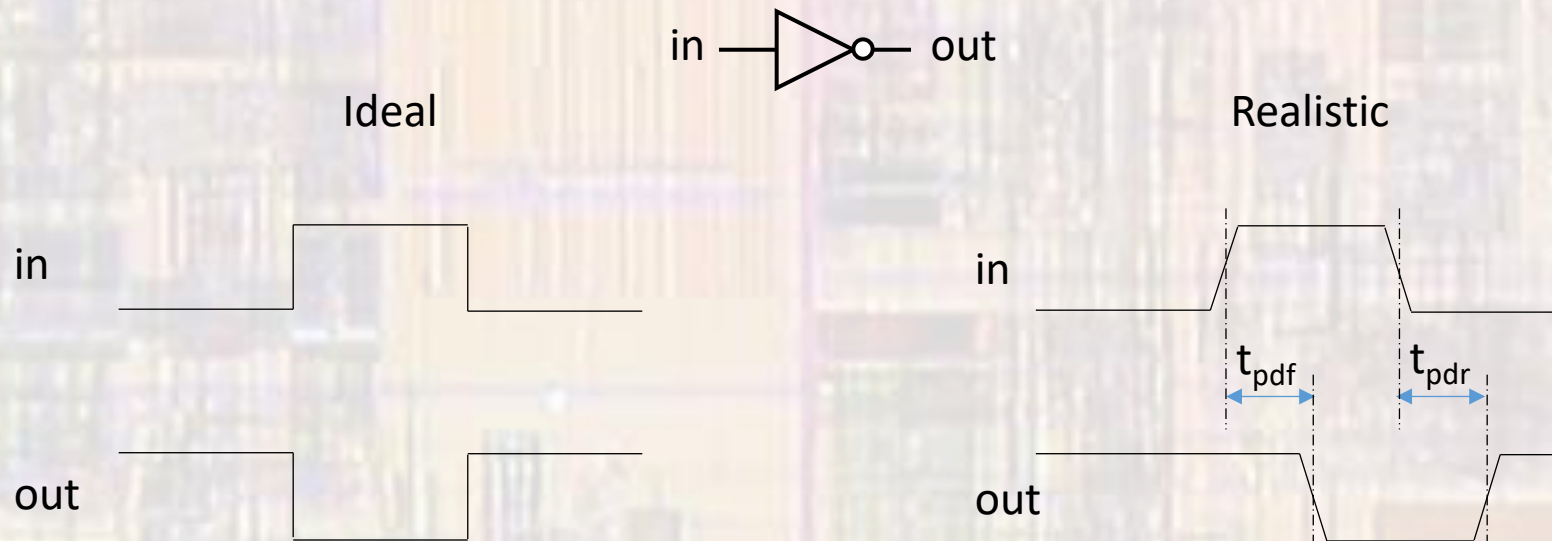 in out
Ideal
Realistic
in
in
t_pdf t_pdr
out
out